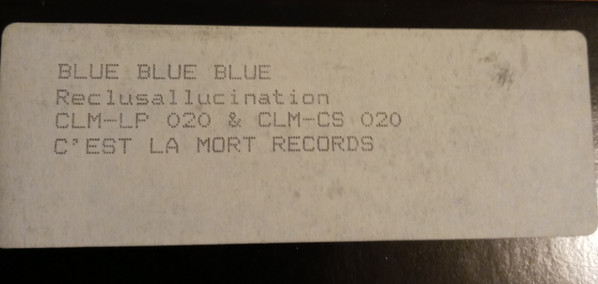 BLUE BLUE BLUE
Reclusallucination
CLM-LP 020 & CLM-CS 020
C'EST LA MORT RECORDS